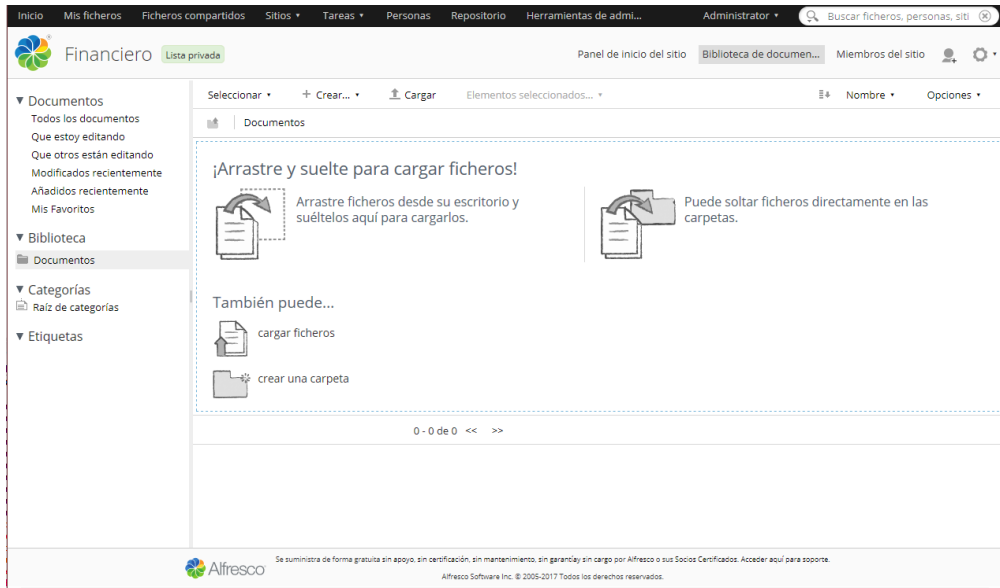 Inicio Mis ficheros Ficheros compartidos Sitios Tareas Personas Repositorio Herramientas de admi... Administrator Buscar ficheros, personas, siti
Financiero Lista privada Panel de inicio del sitio Biblioteca de documen... Miembros del sitio
Documentos
Todos los documentos
Que estoy editando
Que otros están editando
Modificados recientemente
Añadidos recientemente
Mis Favoritos
Biblioteca
Documentos
Categorías
Raíz de categorías
Etiquetas
Seleccionar + Crear... Cargar Elementos seleccionados... Nombre Opciones
Documentos
¡Arrastre y suelte para cargar ficheros!
Arrastre ficheros desde su escritorio y
suéltelos aquí para cargarlos.
Puede soltar ficheros directamente en las
carpetas.
También puede...
cargar ficheros
crear una carpeta
0 - 0 de 0 << >>
Alfresco
Se suministra de forma gratuita sin apoyo, sin certificación, sin mantenimiento, sin garantíay sin cargo por Alfresco o sus Socios Certificados. Acceder aquí para soporte.
Alfresco Software Inc. © 2005-2017 Todos los derechos reservados.